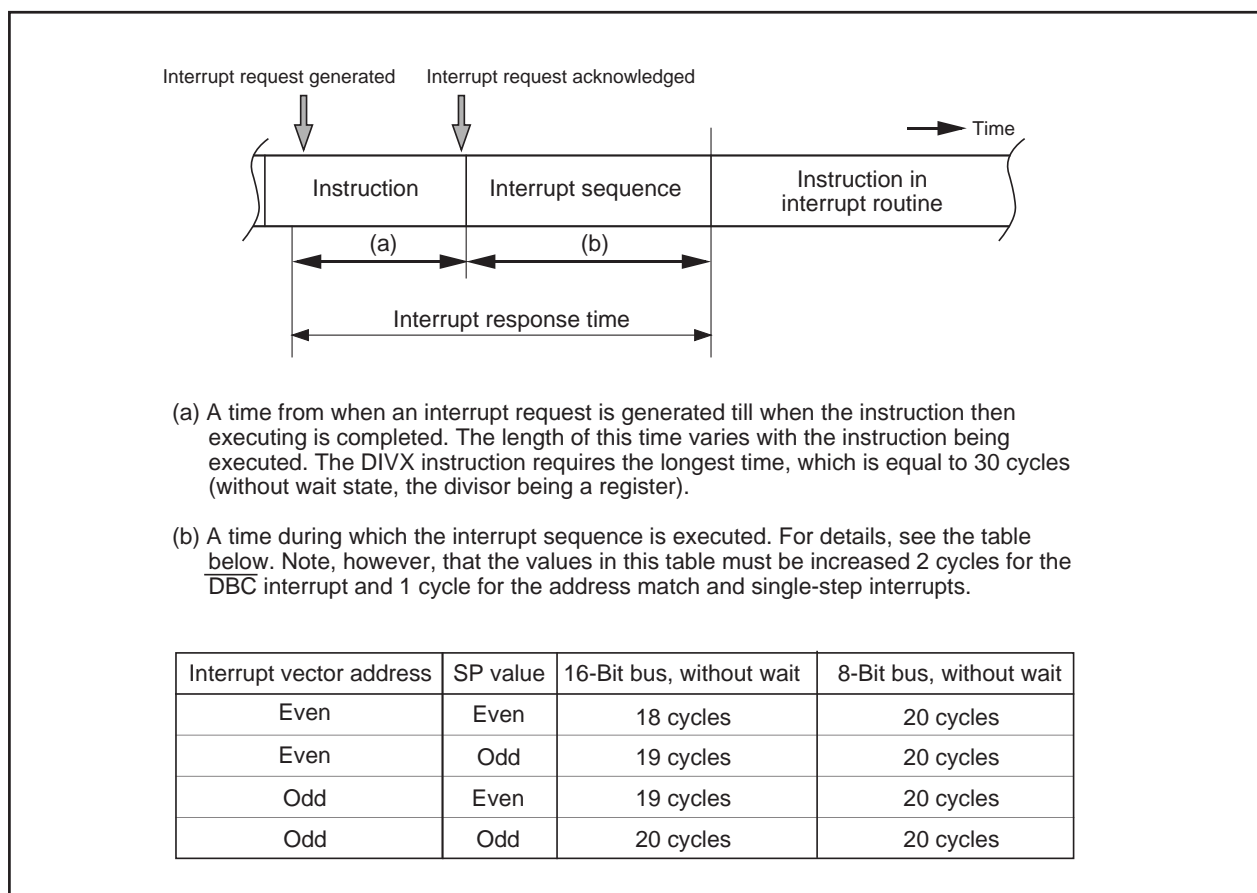 Interrupt request generated
Interrupt request acknowledged
Time
Instruction
Interrupt sequence
Instruction in
interrupt routine
(a)
(b)
Interrupt response time
(a) A time from when an interrupt request is generated till when the instruction then
executing is completed. The length of this time varies with the instruction being
executed. The DIVX instruction requires the longest time, which is equal to 30 cycles
(without wait state, the divisor being a register).
(b) A time during which the interrupt sequence is executed. For details, see the table
below. Note, however, that the values in this table must be increased 2 cycles for the
DBC interrupt and 1 cycle for the address match and single-step interrupts.
Interrupt vector address SP value 16-Bit bus, without wait 8-Bit bus, without wait
Even Even 18 cycles 20 cycles
Even Odd 19 cycles 20 cycles
Odd Even 19 cycles 20 cycles
Odd Odd 20 cycles 20 cycles